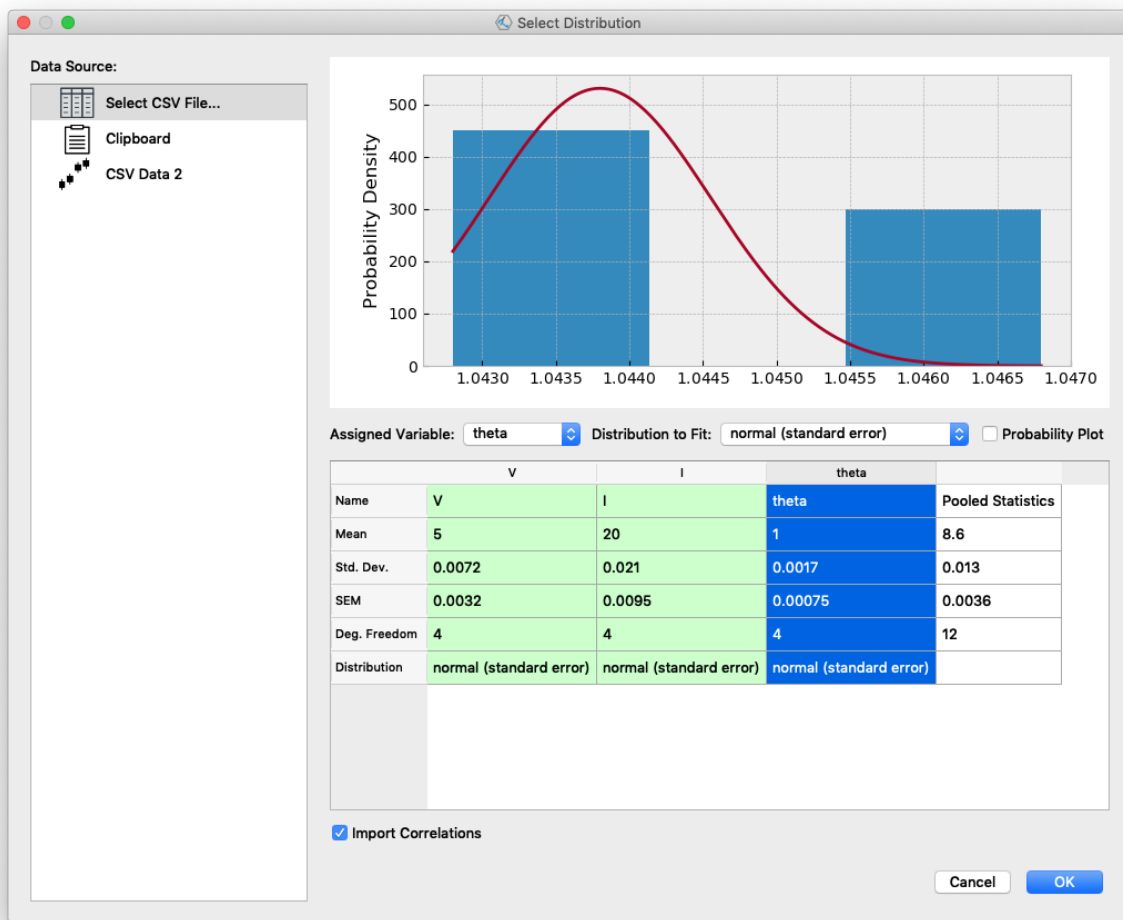 Select Distribution
Data Source:
Select CSV File...
Clipboard
CSV Data 2
Probability Density
500
400
300
200
100
0
1.0430 1.0435 1.0440 1.0445 1.0450 1.0455 1.0460 1.0465 1.0470
Assigned Variable: theta Distribution to Fit: normal (standard error) Probability Plot
V I theta
Name V I theta Pooled Statistics
Mean 5 20 1 8.6
Std. Dev. 0.0072 0.021 0.0017 0.013
SEM 0.0032 0.0095 0.00075 0.0036
Deg. Freedom 4 4 4 12
Distribution normal (standard error) normal (standard error) normal (standard error)
Import Correlations
Cancel OK